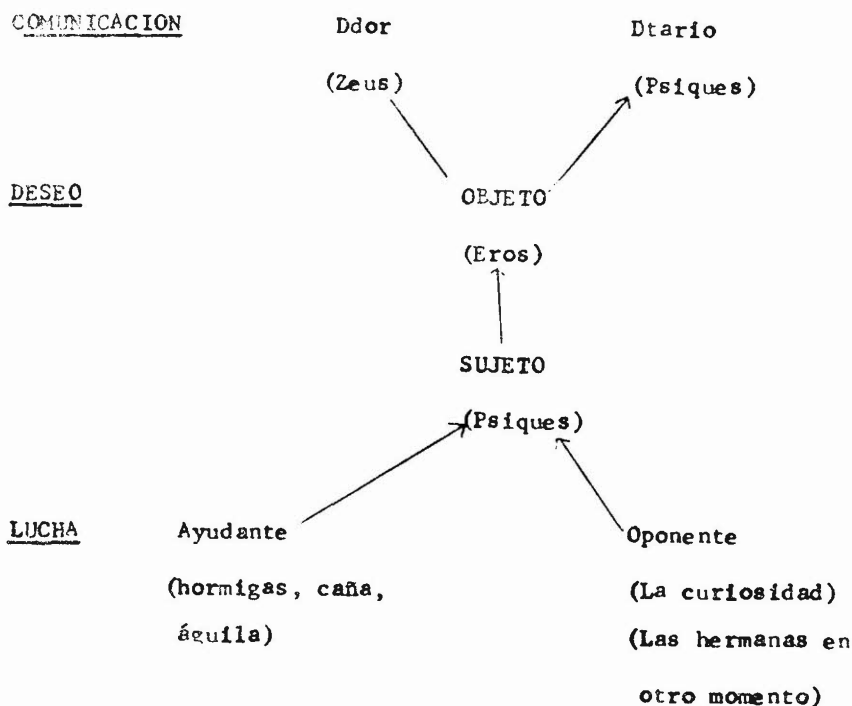 COMUNICACION Ddor Dtario
(Zeus) (Psiques)
DESEO OBJETO
(Eros)
SUJETO
(Psiques)
LUCHA Ayudante Oponente
(hormigas, caña, (La curiosidad)
águila) (Las hermanas en
otro momento)